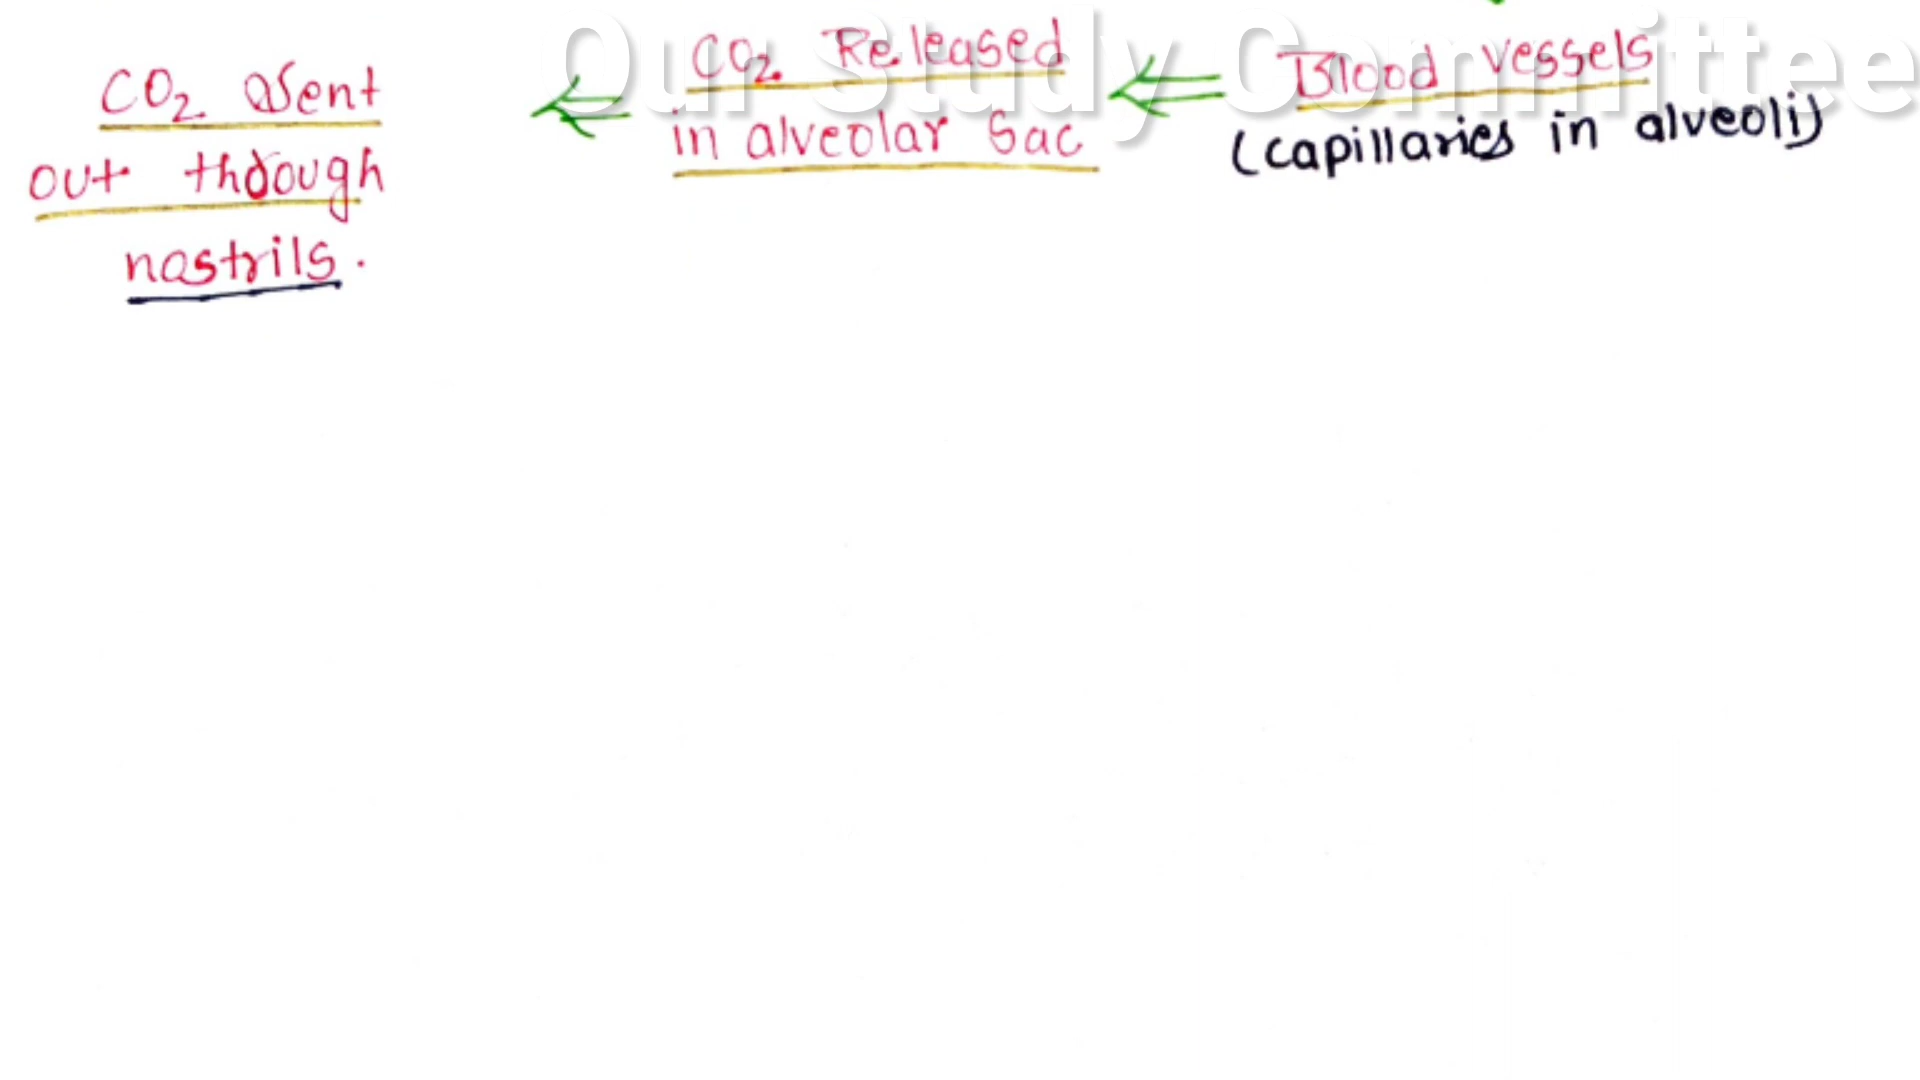 Our Study Committee
CO2 sent
out through
nostrils.
CO2 Released
in alveolar Sac
Blood vessels
(capillaries in alveoli)